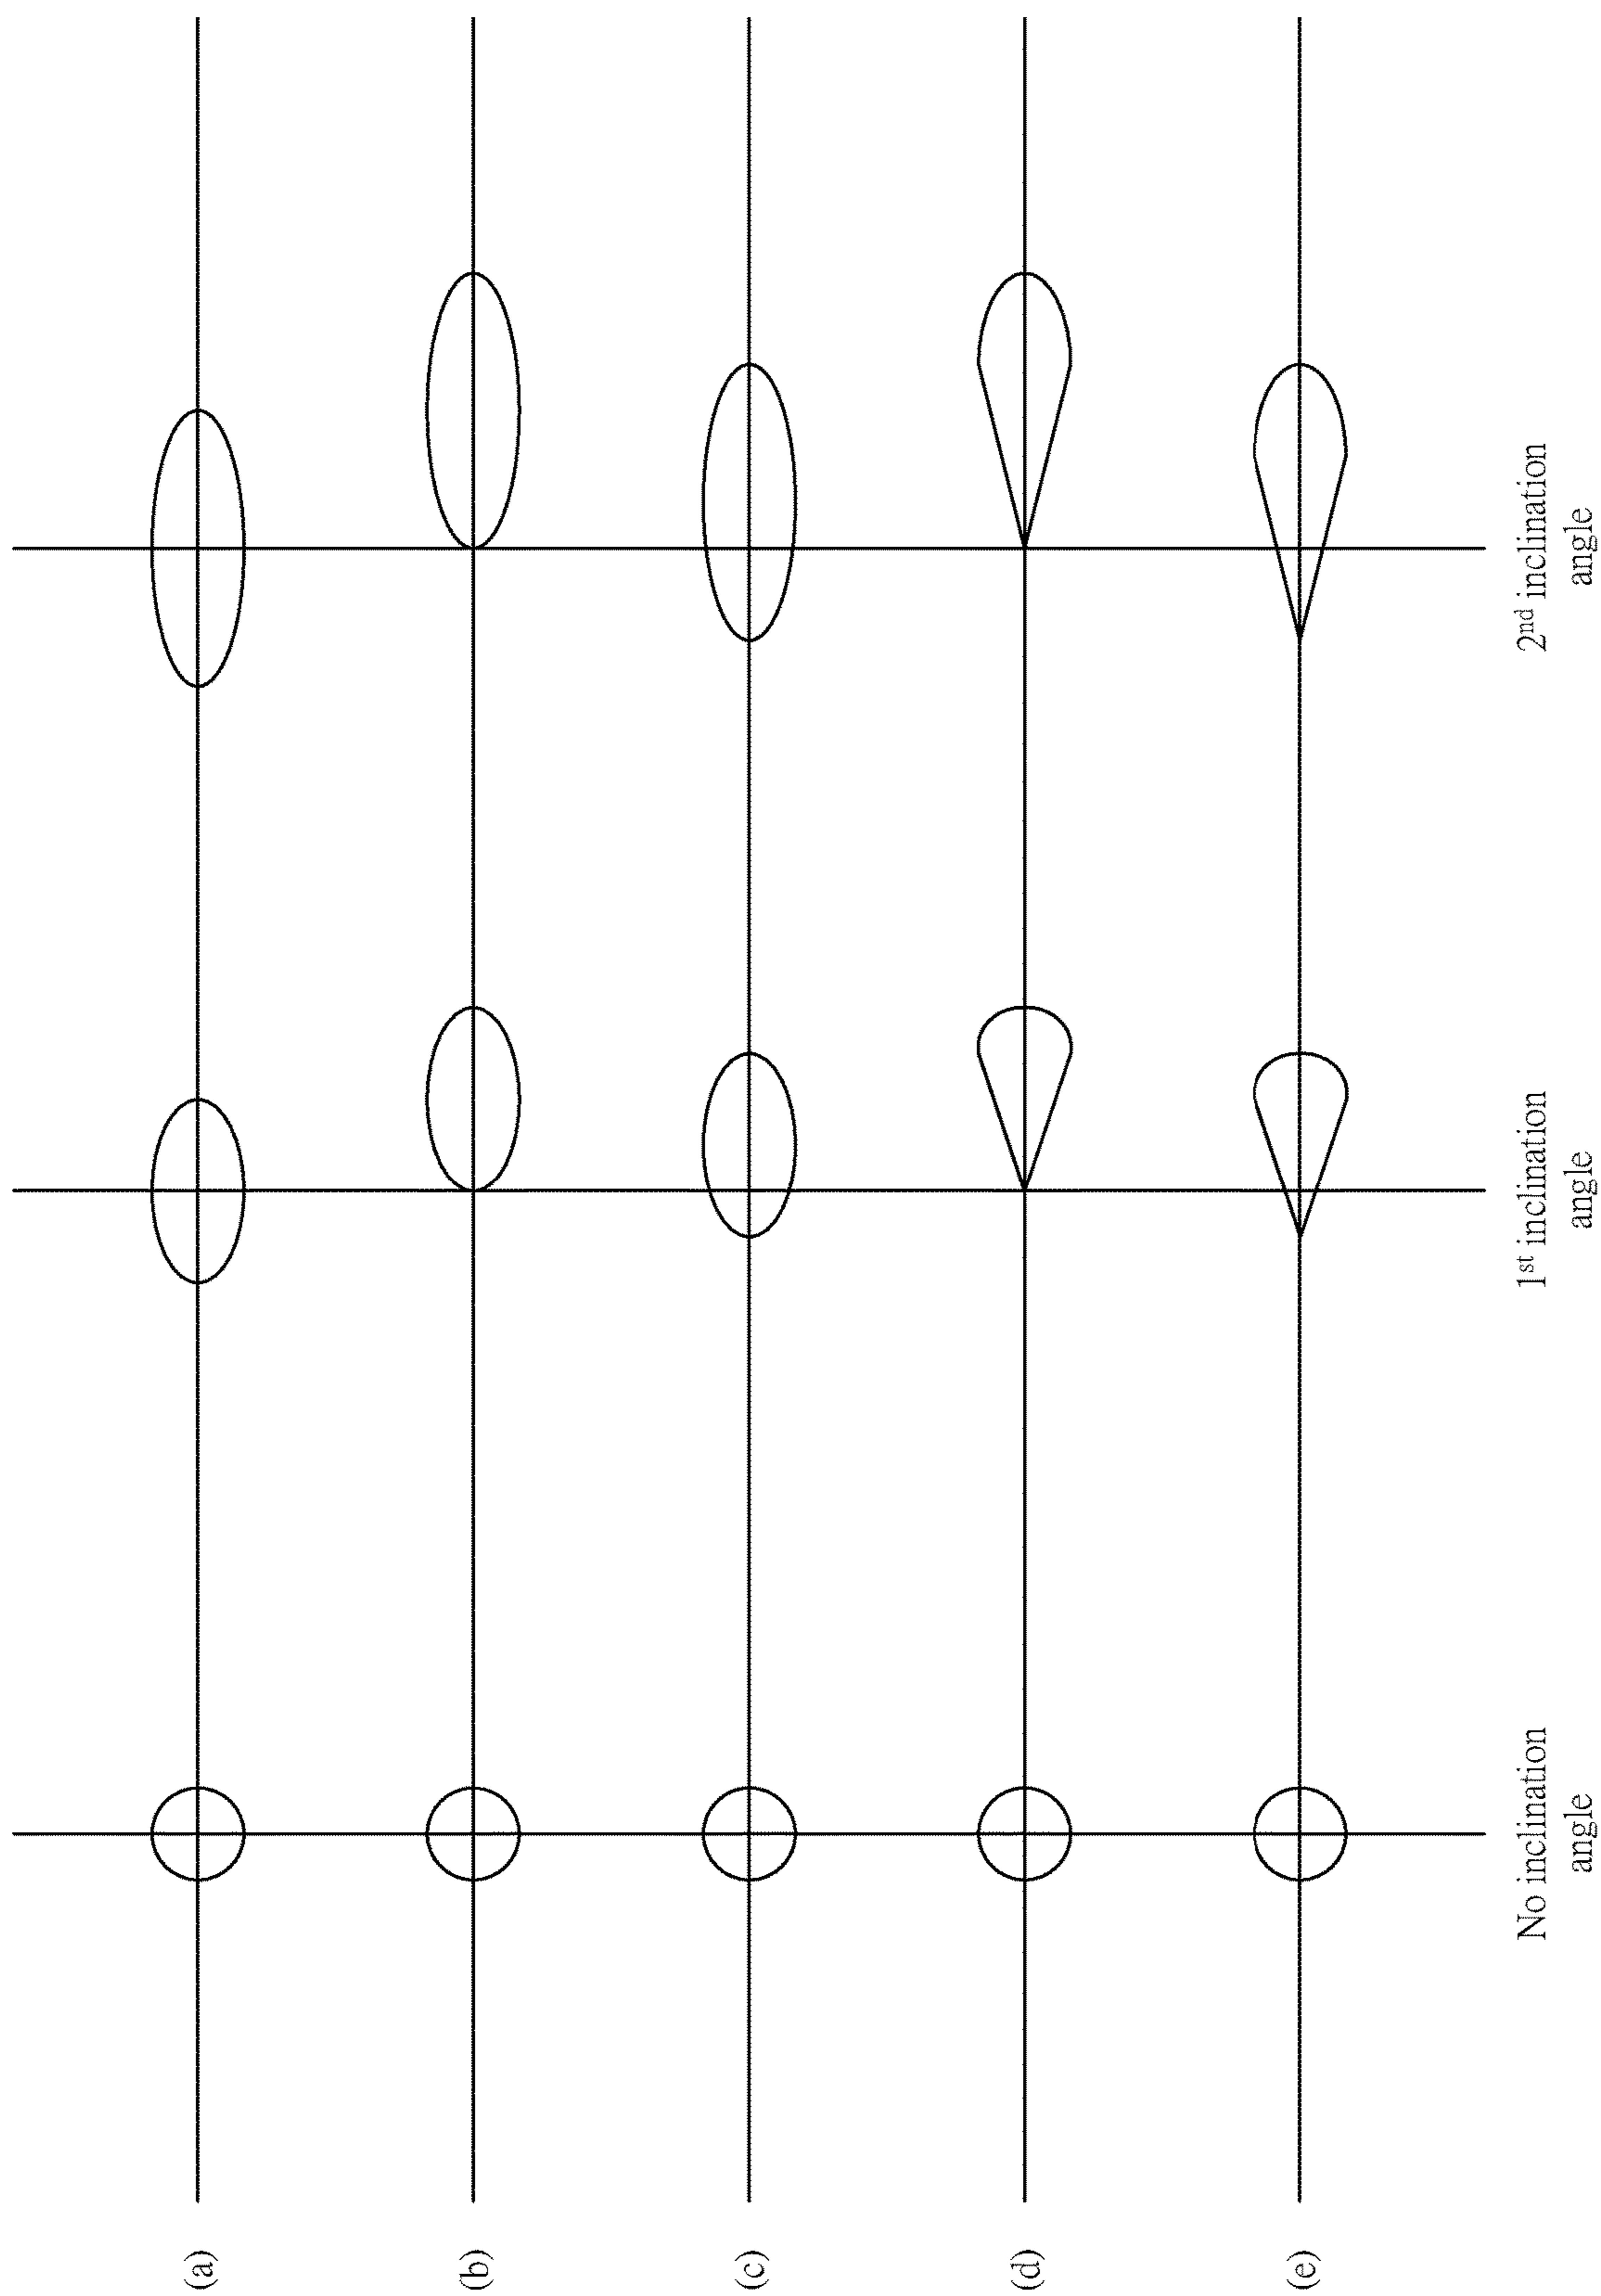 (a)
(b)
(c)
(d)
(e)
No inclination
angle
1st inclination
angle
2nd inclination
angle